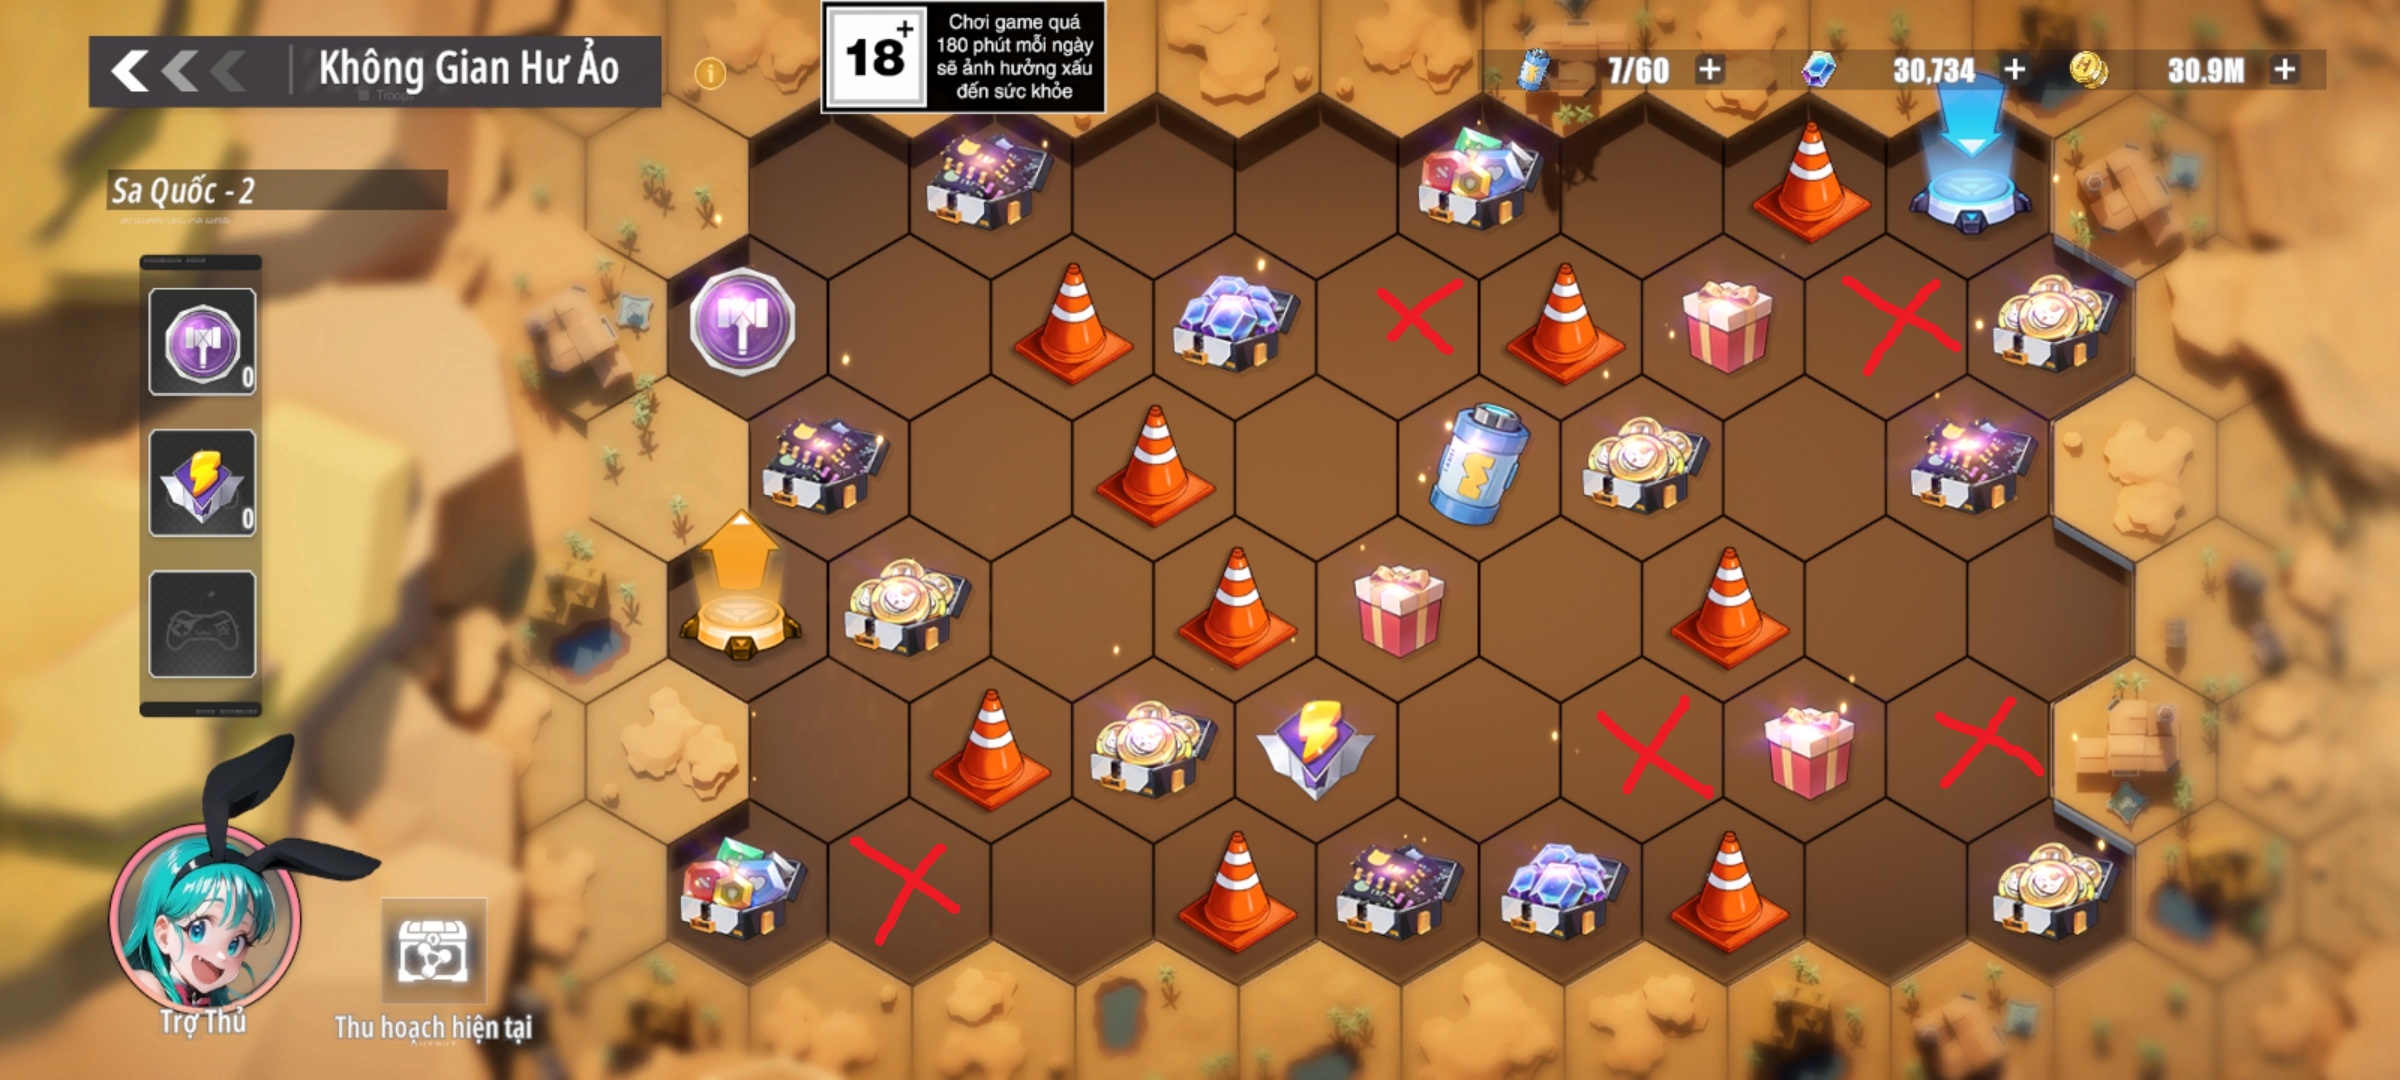 Không Gian Hư Ảo
18+
Chơi game quá
180 phút mỗi ngày
sẽ ảnh hưởng xấu
đến sức khỏe
7/60
30,734
30.9M
Sa Quốc - 2
0
0
Trợ Thủ
Thu hoạch hiện tại